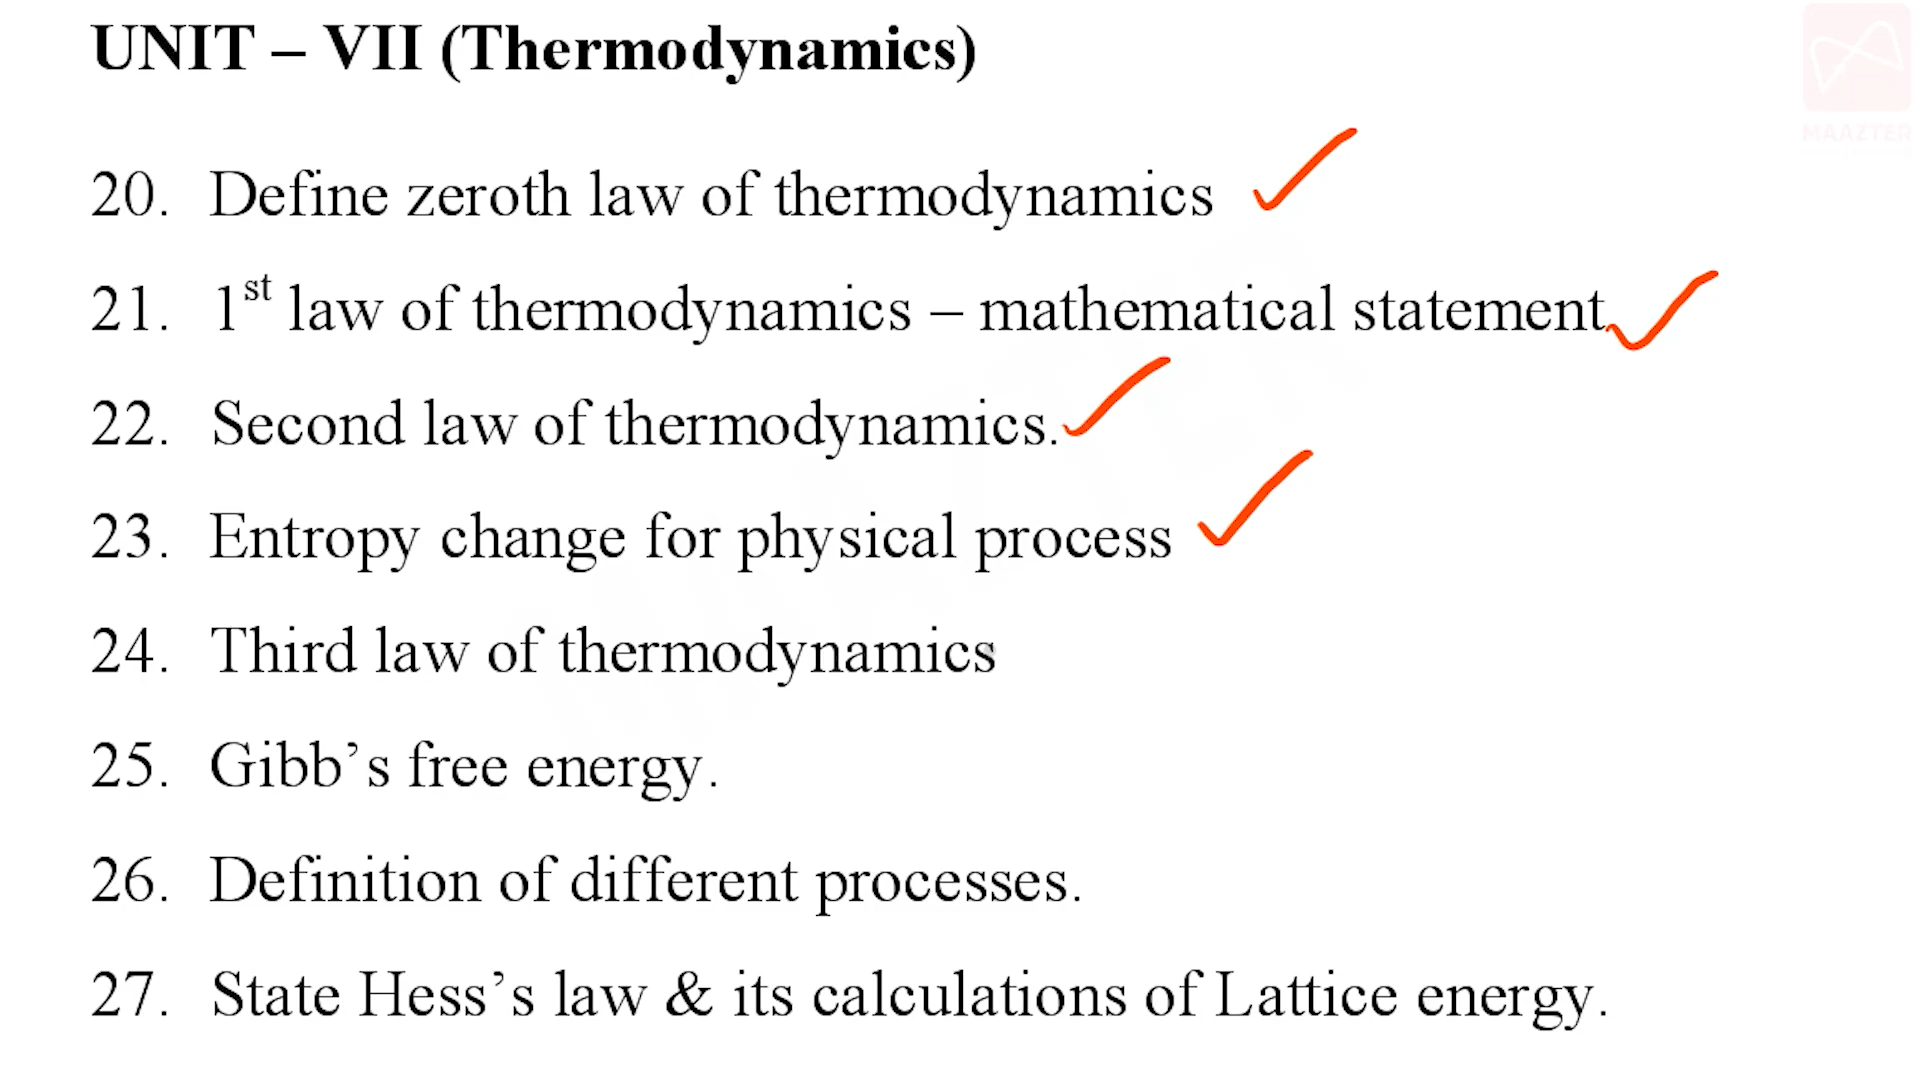 UNIT – VII (Thermodynamics)
MAAZTER
20. Define zeroth law of thermodynamics
21. 1st law of thermodynamics – mathematical statement.
22. Second law of thermodynamics.
23. Entropy change for physical process
24. Third law of thermodynamics
25. Gibb’s free energy.
26. Definition of different processes.
27. State Hess’s law & its calculations of Lattice energy.